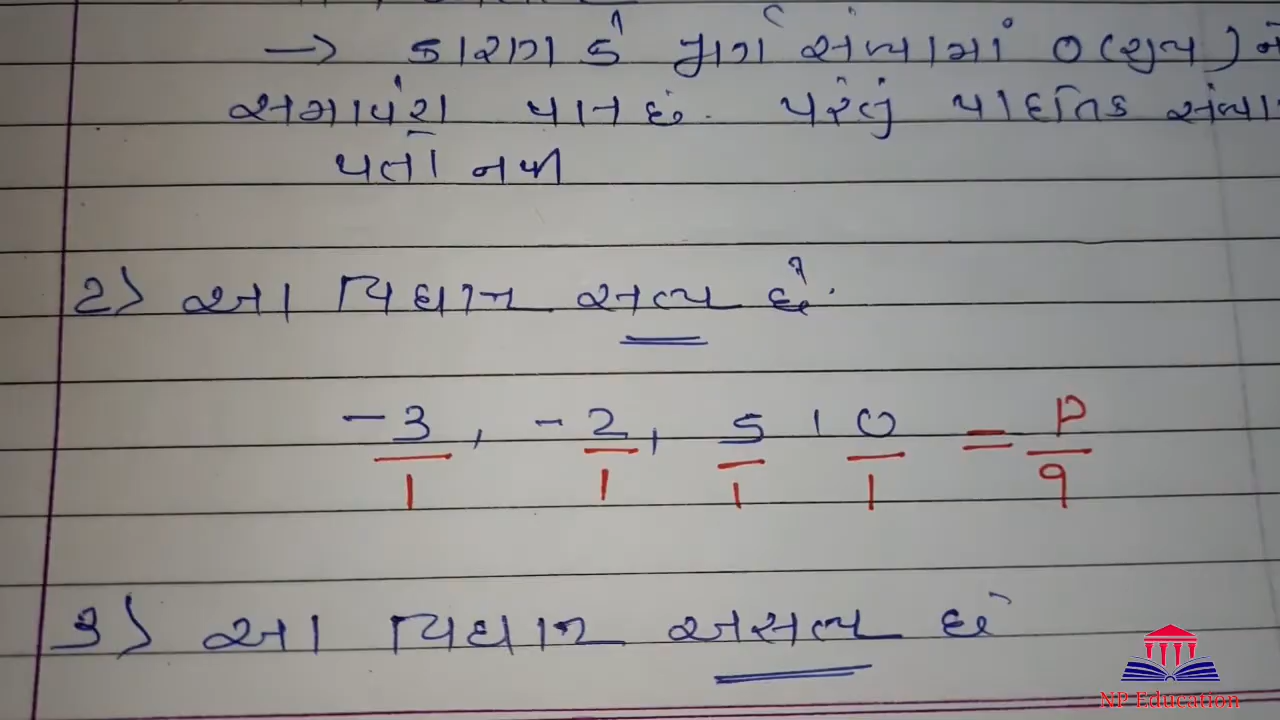 → કારણ કે પૂર્ણ સંખ્યામાં 0 (શુન્ય) ને
સમાવેશ થાય છે. પરંતુ પ્રાકૃતિક સંખ્યા
થતો નથી
2) આ વિધાન સત્ય છે.
-3/1, -2/1, 5/1, 0/1 = P/q
3) આ વિધાન અસત્ય છે
NP Education